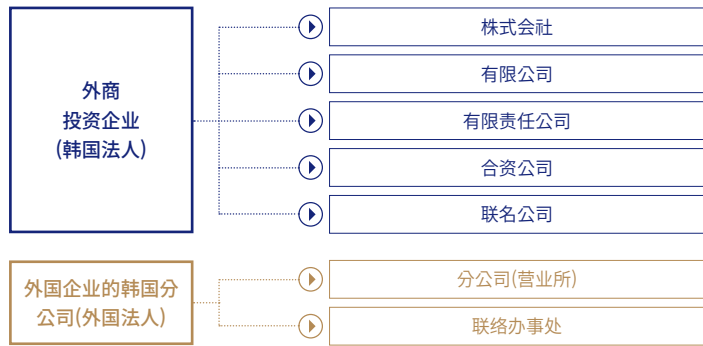 外商
投资企业
(韩国法人)
株式会社
有限公司
有限责任公司
合资公司
联名公司
外国企业的韩国分
公司(外国法人)
分公司(营业所)
联络办事处